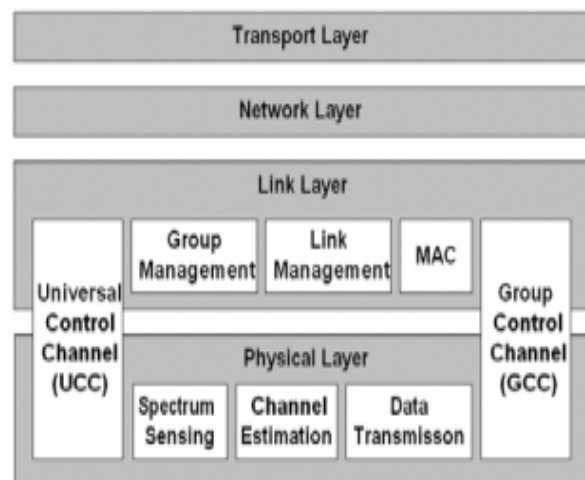 Transport Layer
Network Layer
Link Layer
Universal
Control
Channel
(UCC)
Group
Management
Link
Management
MAC
Group
Control
Channel
(GCC)
Physical Layer
Spectrum
Sensing
Channel
Estimation
Data
Transmisson